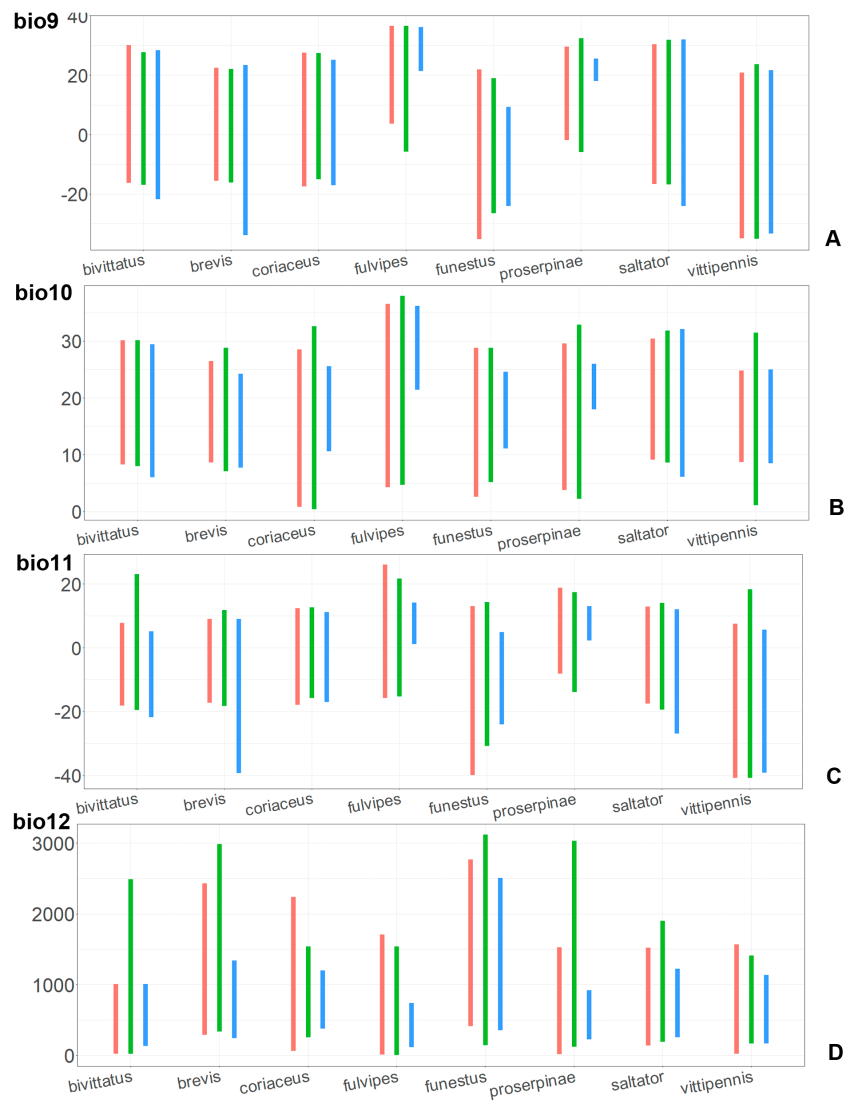 bio9
40
20
0
-20
bivittatus brevis coriaceus fulvipes funestus proserpinae saltator vittipennis
A
bio10
30
20
10
0
bivittatus brevis coriaceus fulvipes funestus proserpinae saltator vittipennis
B
bio11
20
0
-20
-40
bivittatus brevis coriaceus fulvipes funestus proserpinae saltator vittipennis
C
bio12
3000
2000
1000
0
bivittatus brevis coriaceus fulvipes funestus proserpinae saltator vittipennis
D